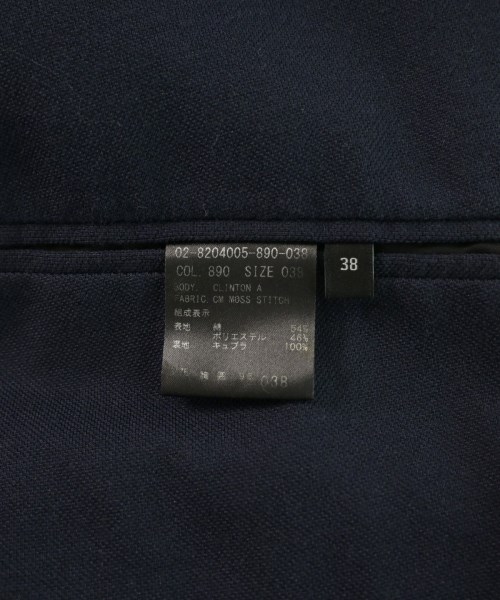 02-8204005-890-038
COL. 890 SIZE 038
BODY. CLINTON A
FABRIC. CM MOSS STITCH
組成表示
表地 綿 54%
ポリエステル 46%
裏地 キュプラ 100%
038
38